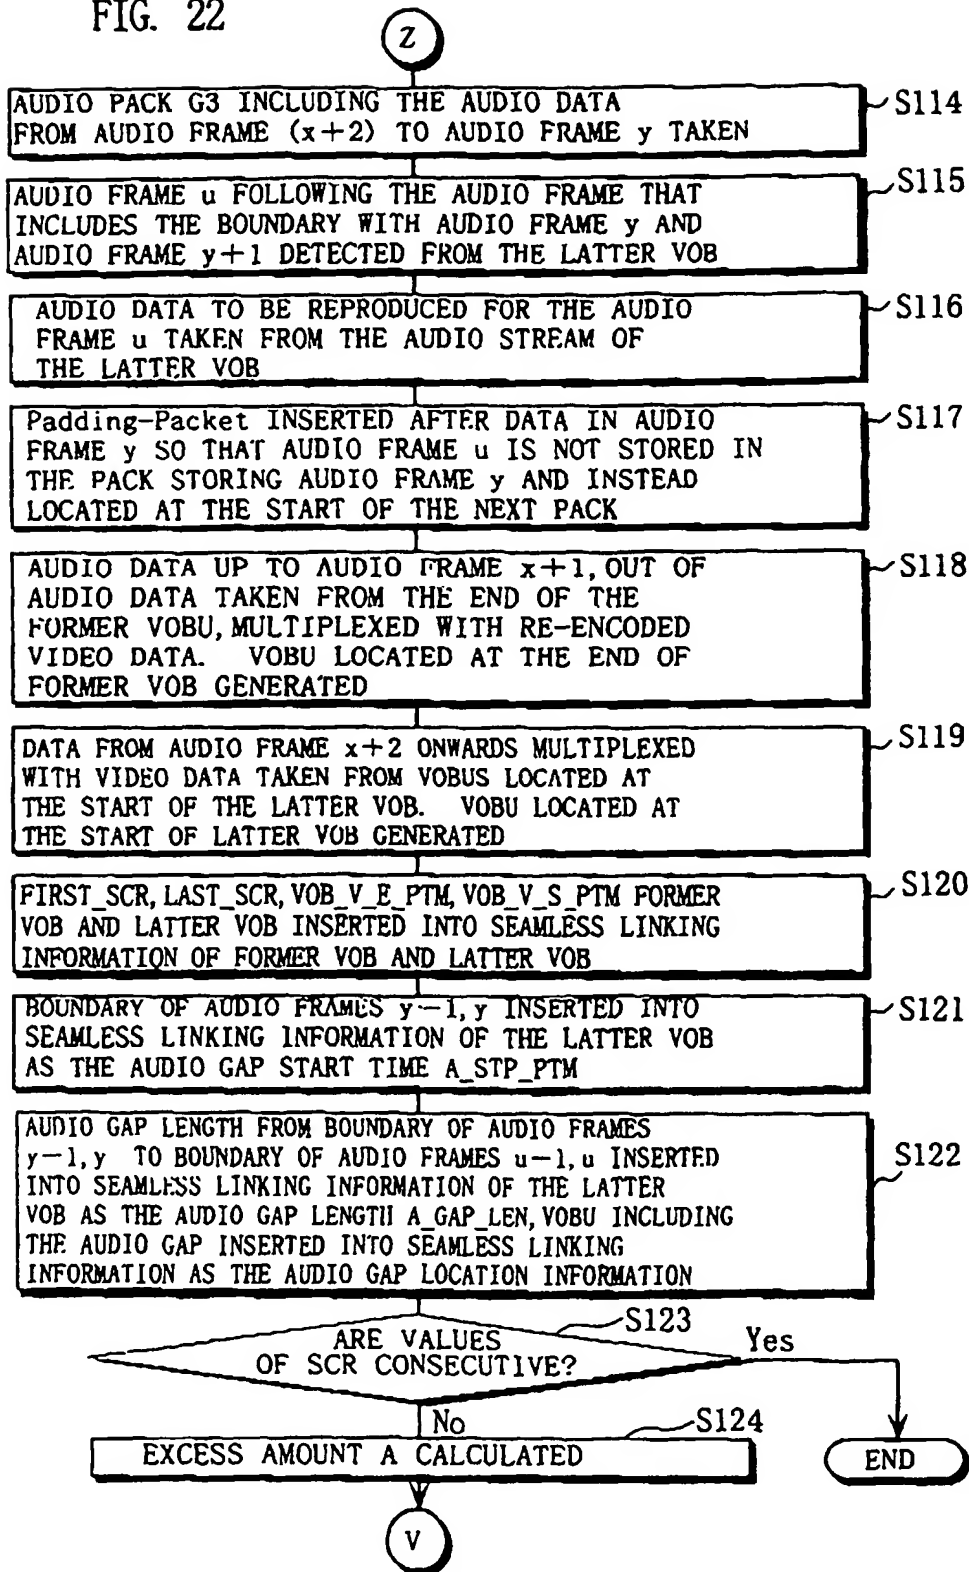 FIG. 22
Z
AUDIO PACK G3 INCLUDING THE AUDIO DATA
FROM AUDIO FRAME (x+2) TO AUDIO FRAME y TAKEN
S114
AUDIO FRAME u FOLLOWING THE AUDIO FRAME THAT
INCLUDES THE BOUNDARY WITH AUDIO FRAME y AND
AUDIO FRAME y+1 DETECTED FROM THE LATTER VOB
S115
AUDIO DATA TO BE REPRODUCED FOR THE AUDIO
FRAME u TAKEN FROM THE AUDIO STREAM OF
THE LATTER VOB
S116
Padding-Packet INSERTED AFTER DATA IN AUDIO
FRAME y SO THAT AUDIO FRAME u IS NOT STORED IN
THE PACK STORING AUDIO FRAME y AND INSTEAD
LOCATED AT THE START OF THE NEXT PACK
S117
AUDIO DATA UP TO AUDIO FRAME x+1, OUT OF
AUDIO DATA TAKEN FROM THE END OF THE
FORMER VOBU, MULTIPLEXED WITH RE-ENCODED
VIDEO DATA. VOBU LOCATED AT THE END OF
FORMER VOB GENERATED
S118
DATA FROM AUDIO FRAME x+2 ONWARDS MULTIPLEXED
WITH VIDEO DATA TAKEN FROM VOBUS LOCATED AT
THE START OF THE LATTER VOB. VOBU LOCATED AT
THE START OF LATTER VOB GENERATED
S119
FIRST_SCR, LAST_SCR, VOB_V_E_PTM, VOB_V_S_PTM FORMER
VOB AND LATTER VOB INSERTED INTO SEAMLESS LINKING
INFORMATION OF FORMER VOB AND LATTER VOB
S120
BOUNDARY OF AUDIO FRAMES y-1, y INSERTED INTO
SEAMLESS LINKING INFORMATION OF THE LATTER VOB
AS THE AUDIO GAP START TIME A_STP_PTM
S121
AUDIO GAP LENGTH FROM BOUNDARY OF AUDIO FRAMES
y-1, y TO BOUNDARY OF AUDIO FRAMES u-1, u INSERTED
INTO SEAMLESS LINKING INFORMATION OF THE LATTER
VOB AS THE AUDIO GAP LENGTH A_GAP_LEN, VOBU INCLUDING
THE AUDIO GAP INSERTED INTO SEAMLESS LINKING
INFORMATION AS THE AUDIO GAP LOCATION INFORMATION
S122
S123
ARE VALUES
OF SCR CONSECUTIVE?
Yes
No
S124
EXCESS AMOUNT A CALCULATED
END
V